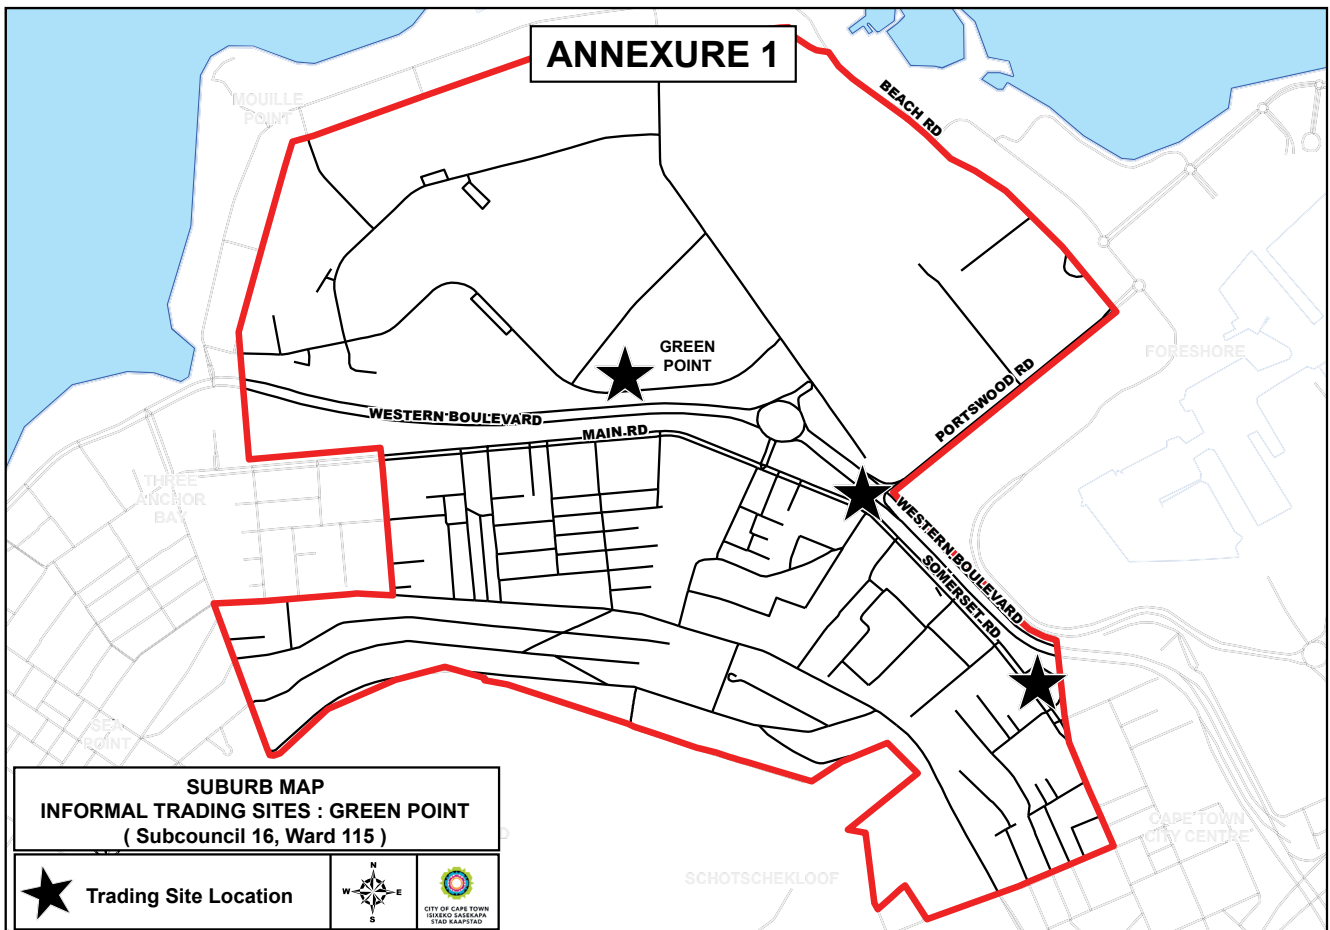 ANNEXURE 1
MOUILLE
POINT
BEACH RD
GREEN
POINT
FORESHORE
PORTSWOOD RD
WESTERN BOULEVARD
MAIN RD
THREE
ANCHOR
BAY
WESTERN BOULEVARD
SOMERSET RD
SEA
POINT
CAPE TOWN
CITY CENTRE
SCHOTSCHEKLOOF
SUBURB MAP
INFORMAL TRADING SITES : GREEN POINT
( Subcouncil 16, Ward 115 )
Trading Site Location
N
W E
S
CITY OF CAPE TOWN
ISIXEKO SASEKAPA
STAD KAAPSTAD